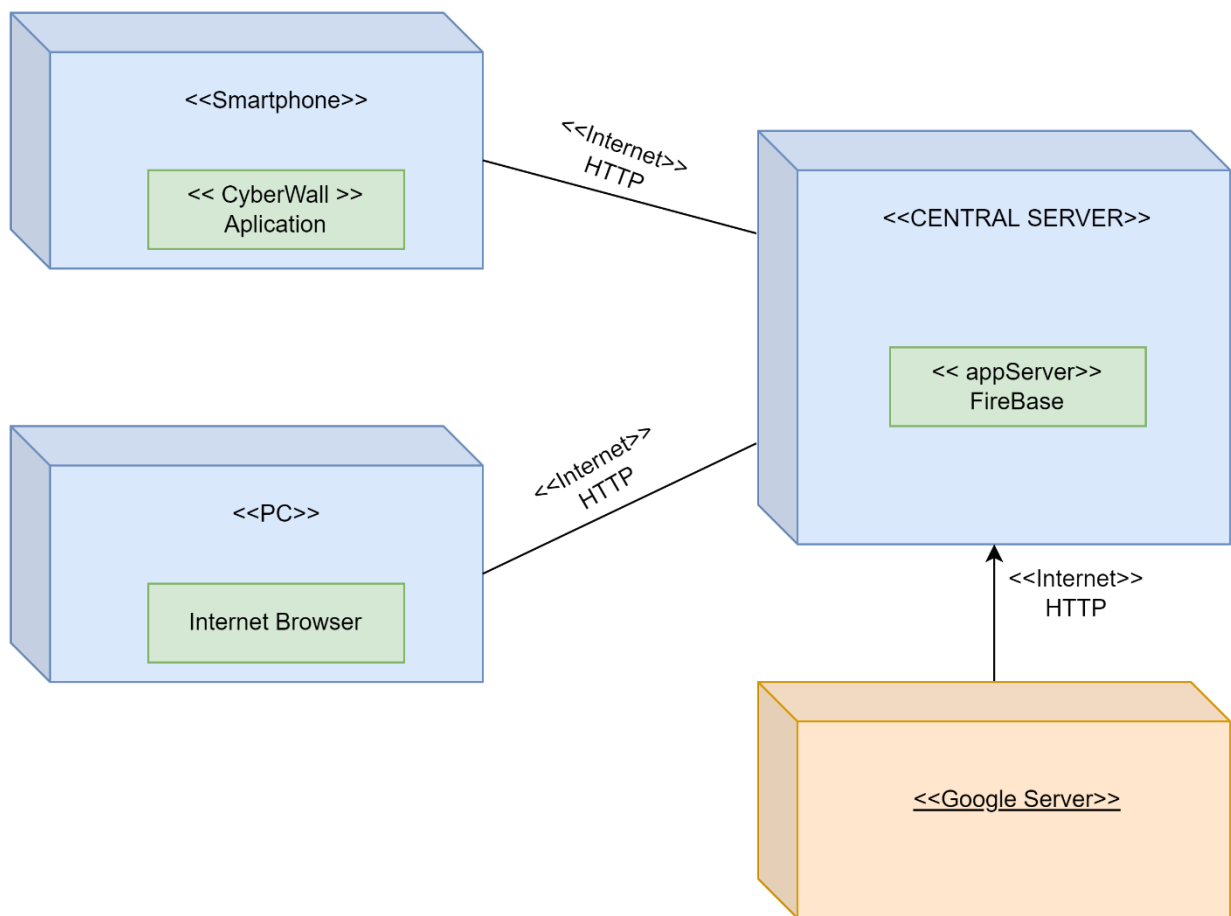 <<Smartphone>>
<< CyberWall >>
Aplication
<<Internet>>
HTTP
<<CENTRAL SERVER>>
<< appServer>>
FireBase
<<PC>>
Internet Browser
<<Internet>>
HTTP
<<Internet>>
HTTP
<<Google Server>>